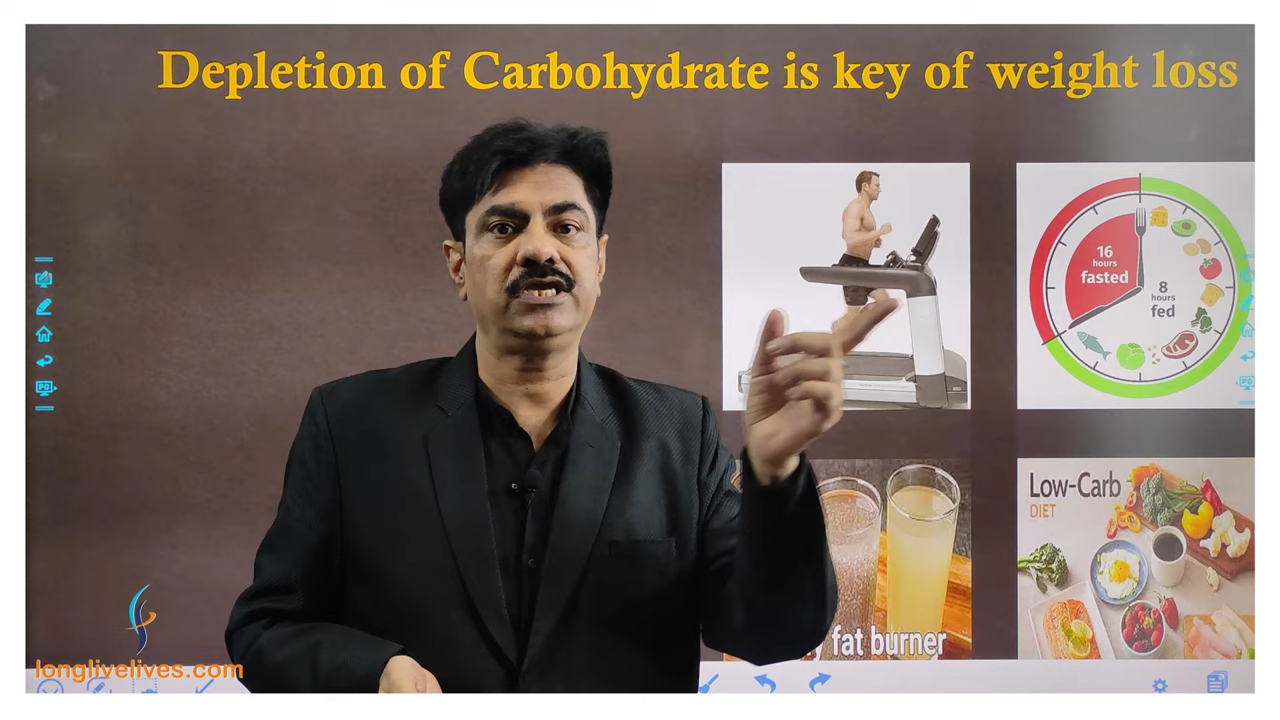 Depletion of Carbohydrate is key of weight loss
16
hours
fasted
8
hours
fed
Low-Carb
DIET
fat burner
longlivelives.com